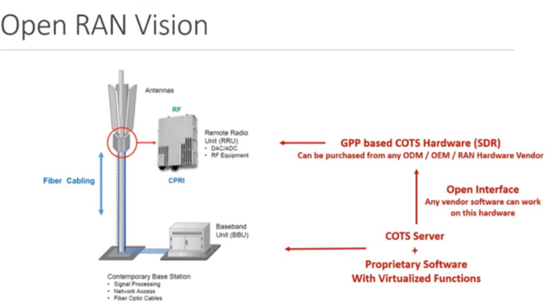 Open RAN Vision
Antennas
RF
Remote Radio
Unit (RRU)
• DAC/ADC
• RF Equipment
CPRI
Fiber Cabling
Baseband
Unit (BBU)
Contemporary Base Station
• Signal Processing
• Network Access
• Fiber Optic Cables
GPP based COTS Hardware (SDR)
Can be purchased from any ODM / OEM / RAN Hardware Vendor
Open Interface
Any vendor software can work
on this hardware
COTS Server
+
Proprietary Software
With Virtualized Functions